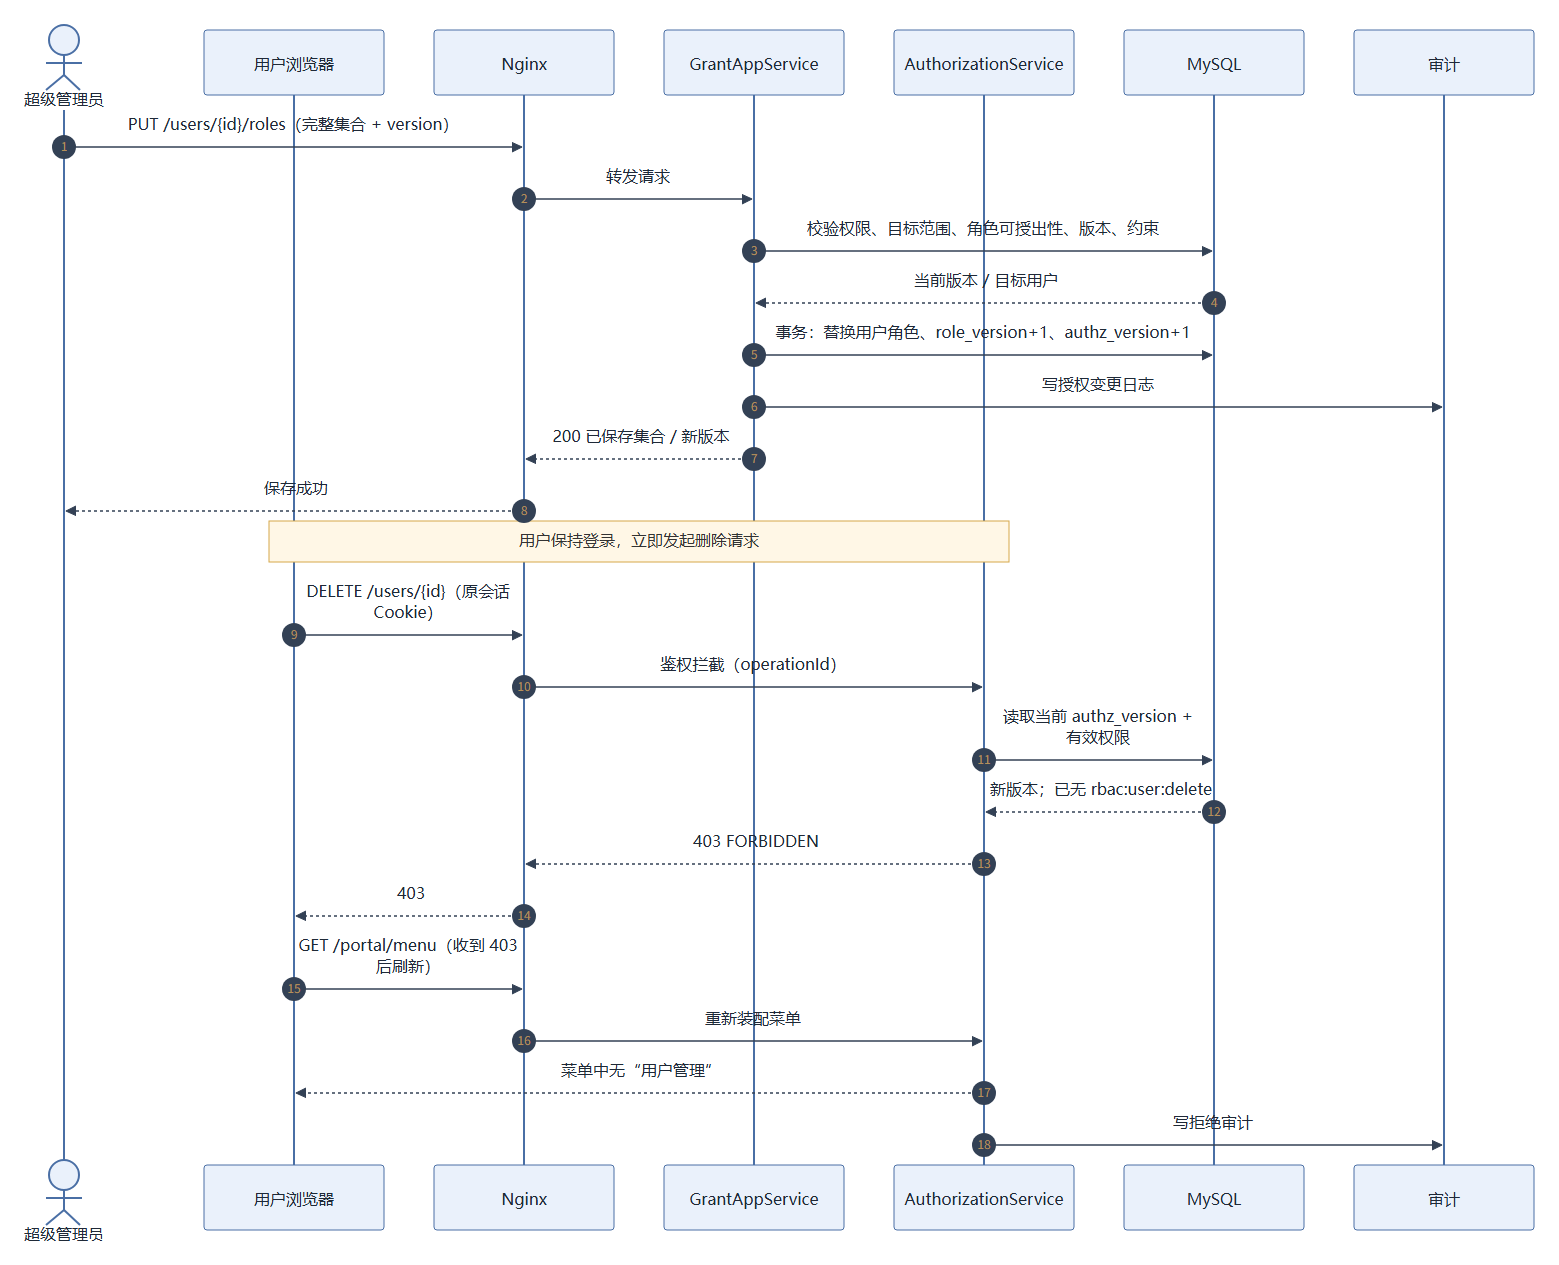 超级管理员
用户浏览器
Nginx
GrantAppService
AuthorizationService
MySQL
审计
PUT /users/{id}/roles（完整集合 + version）
1
转发请求
2
校验权限、目标范围、角色可授出性、版本、约束
3
当前版本 / 目标用户
4
事务：替换用户角色、role_version+1、authz_version+1
5
写授权变更日志
6
200 已保存集合 / 新版本
7
保存成功
8
用户保持登录，立即发起删除请求
DELETE /users/{id}（原会话
Cookie）
9
鉴权拦截（operationId）
10
读取当前 authz_version +
有效权限
11
新版本；已无 rbac:user:delete
12
403 FORBIDDEN
13
403
14
GET /portal/menu（收到 403
后刷新）
15
重新装配菜单
16
菜单中无“用户管理”
17
写拒绝审计
18
超级管理员
用户浏览器
Nginx
GrantAppService
AuthorizationService
MySQL
审计